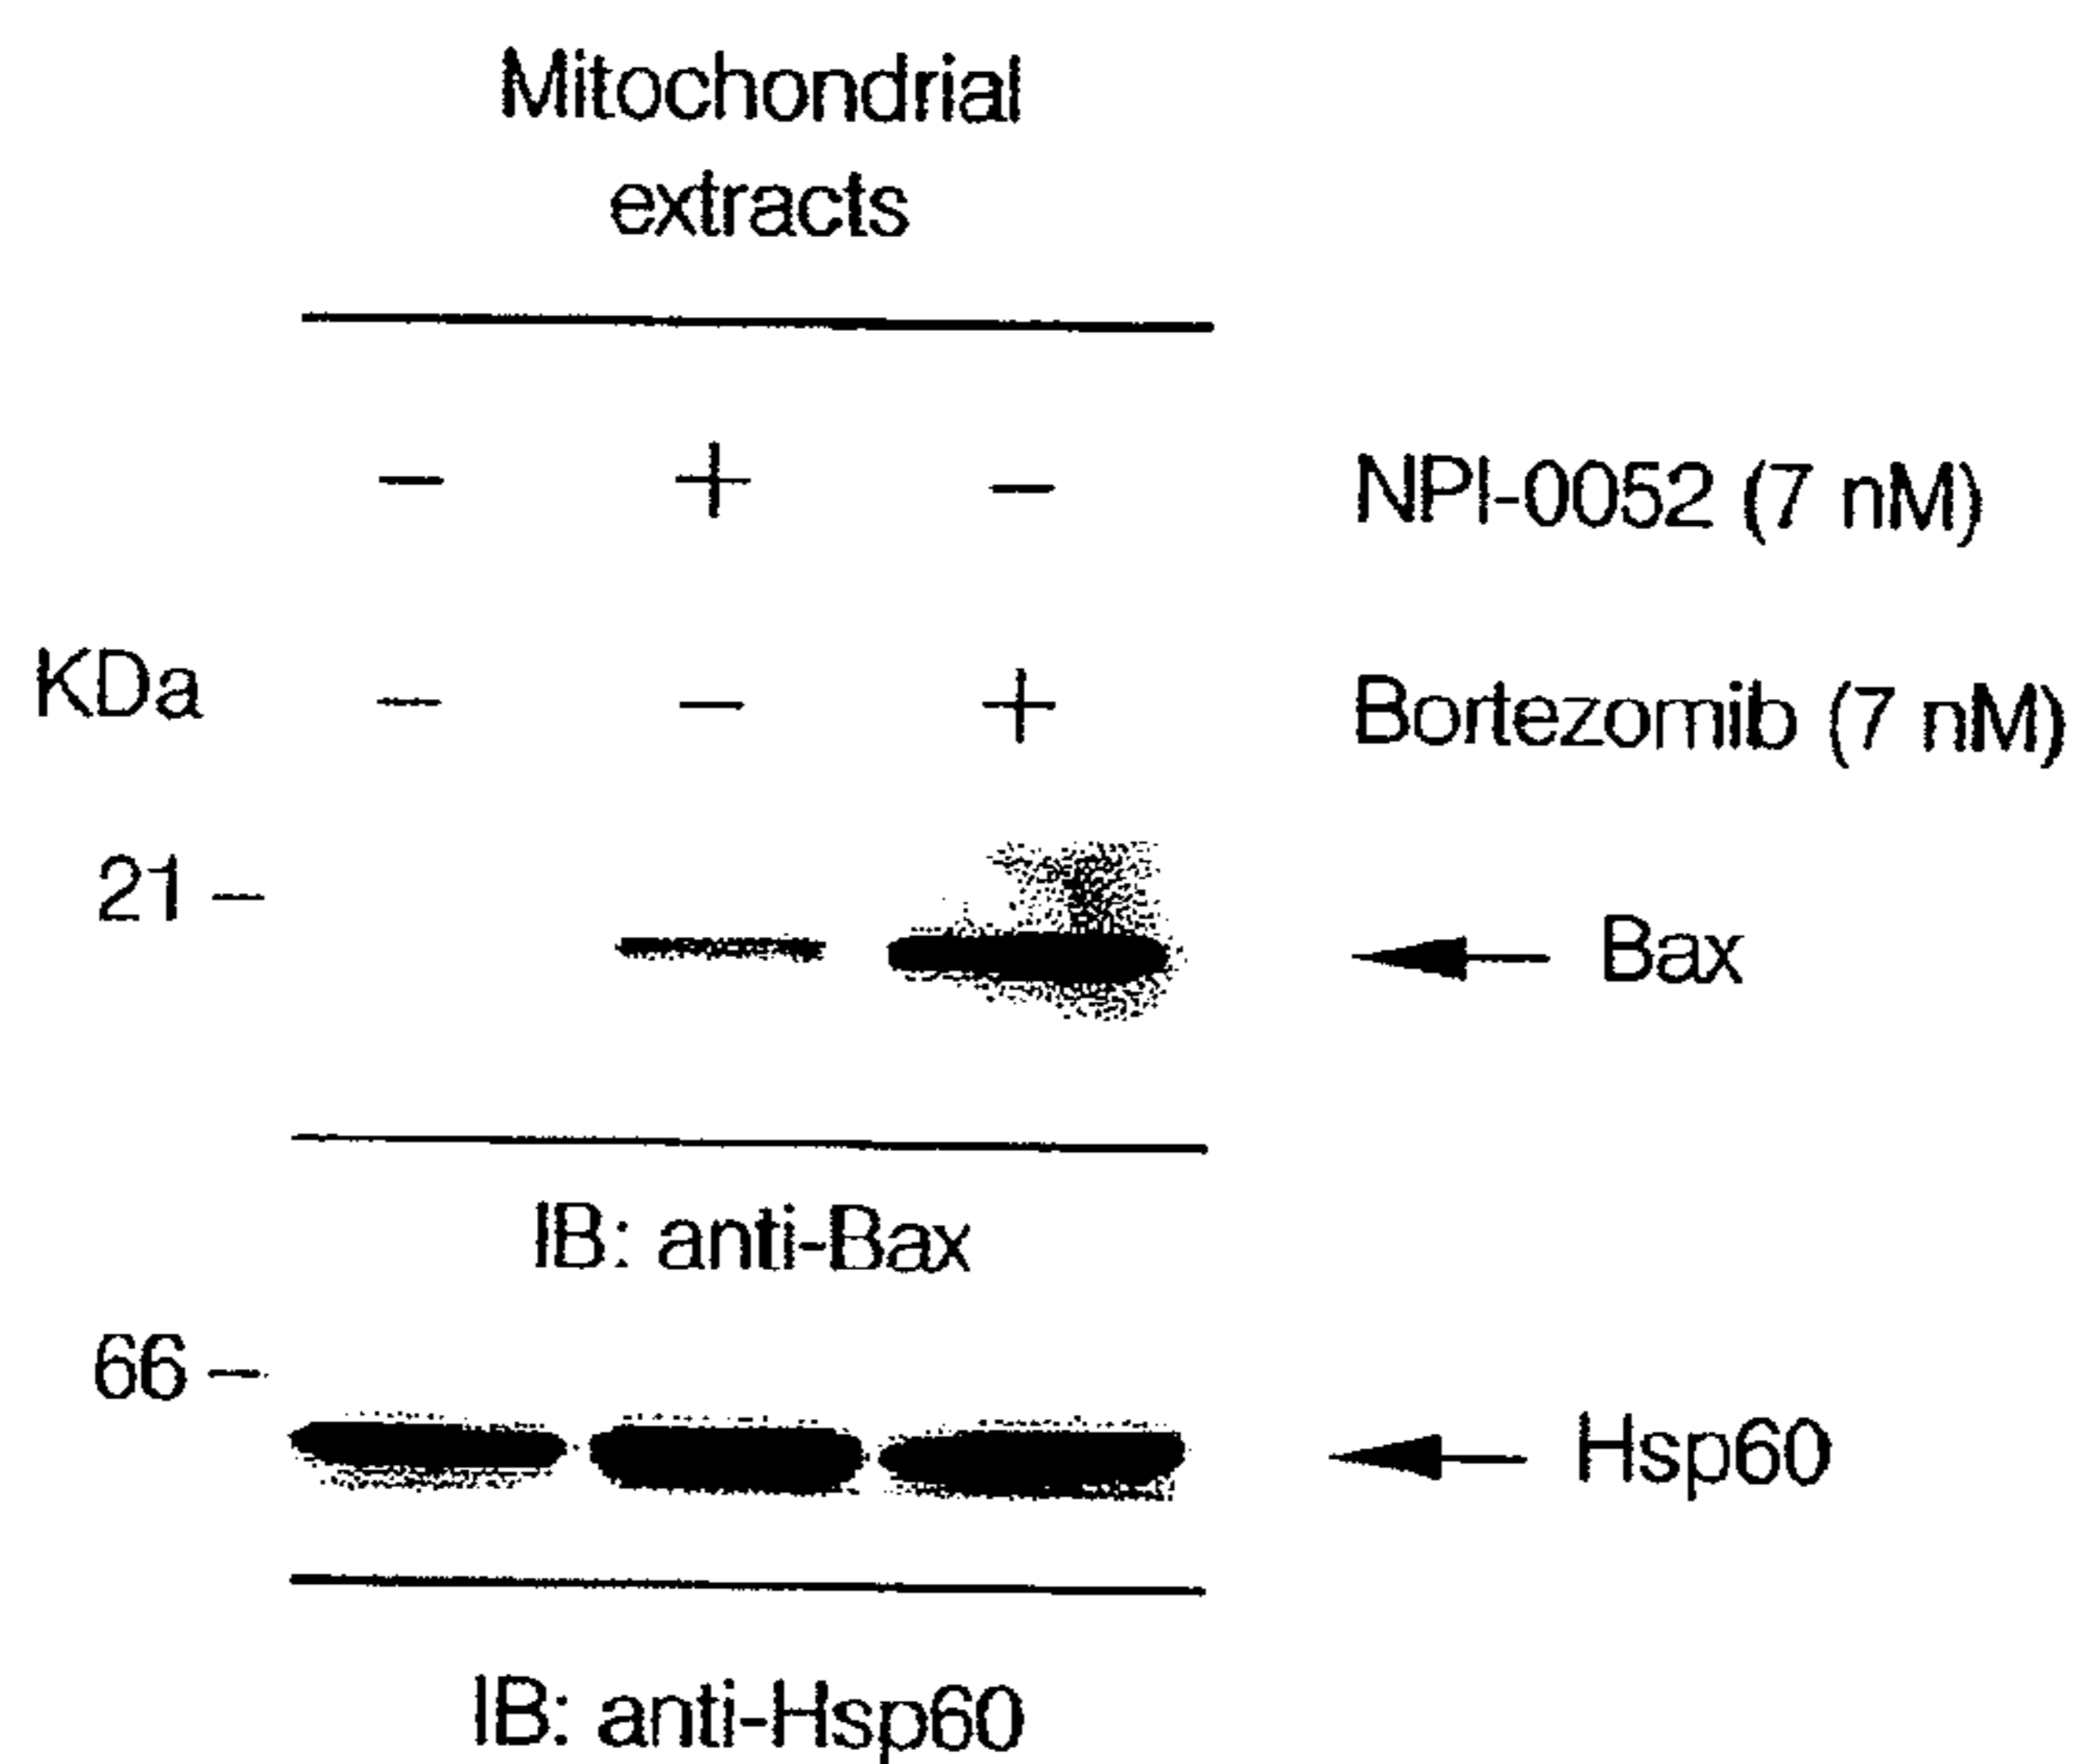 Mitochondrial
extracts
− + − NPI-0052 (7 nM)
KDa − − + Bortezomib (7 nM)
21 − Bax
IB: anti-Bax
66 − Hsp60
IB: anti-Hsp60